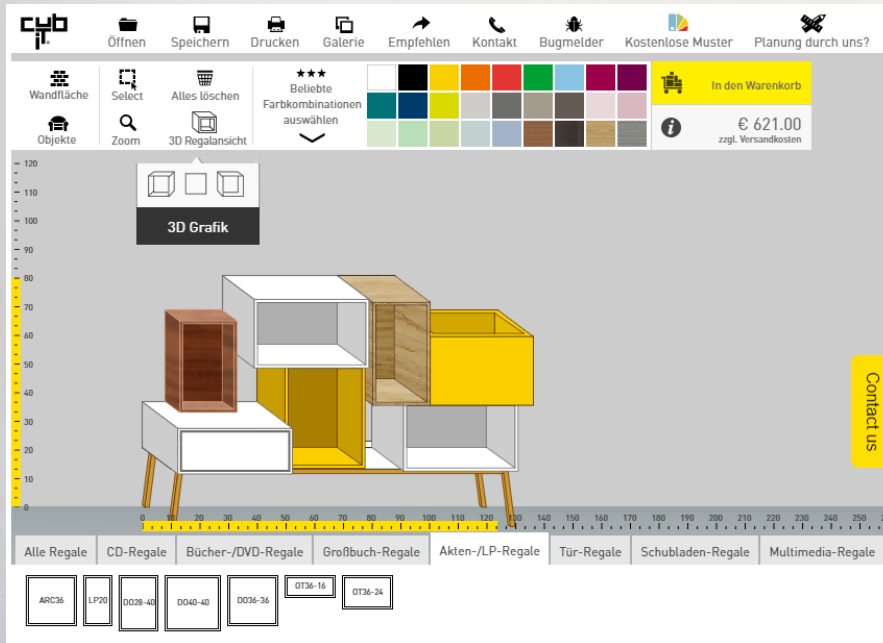 cub
it.
Öffnen Speichern Drucken Galerie Empfehlen Kontakt Bugmelder Kostenlose Muster Planung durch uns?
Wandfläche Select Alles löschen
Objekte Zoom 3D Regalansicht
Beliebte
Farbkombinationen
auswählen
In den Warenkorb
€ 621.00
zzgl. Versandkosten
3D Grafik
120
110
100
90
80
70
60
50
40
30
20
10
0
0 10 20 30 40 50 60 70 80 90 100 110 120 130 140 150 160 170 180 190 200 210 220 230 240 250
Contact us
Alle Regale CD-Regale Bücher-/DVD-Regale Großbuch-Regale Akten-/LP-Regale Tür-Regale Schubladen-Regale Multimedia-Regale
ARC36 LP20 DO28-40 DO40-40 DO36-36 OT36-16 OT36-24